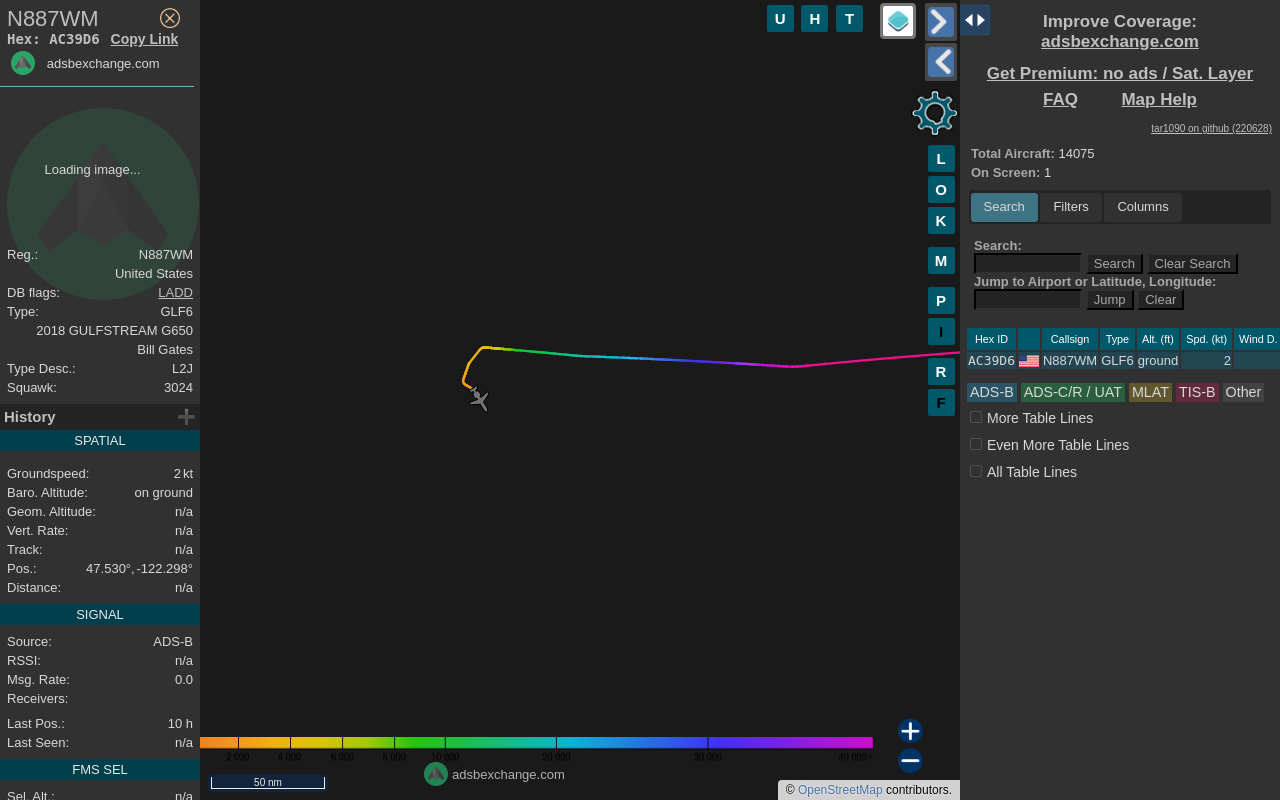 N887WM
Hex: AC39D6 Copy Link
adsbexchange.com
Loading image...
Reg.: N887WM
United States
DB flags: LADD
Type: GLF6
2018 GULFSTREAM G650
Bill Gates
Type Desc.: L2J
Squawk: 3024
History
SPATIAL
Groundspeed: 2 kt
Baro. Altitude: on ground
Geom. Altitude: n/a
Vert. Rate: n/a
Track: n/a
Pos.: 47.530°, -122.298°
Distance: n/a
SIGNAL
Source: ADS-B
RSSI: n/a
Msg. Rate: 0.0
Receivers:
Last Pos.: 10 h
Last Seen: n/a
FMS SEL
Sel. Alt.: n/a
U H T
L
O
K
M
P
I
R
F
2 000 4 000 6 000 8 000 10 000 20 000 30 000 40 000+
adsbexchange.com
50 nm
© OpenStreetMap contributors.
Improve Coverage:
adsbexchange.com
Get Premium: no ads / Sat. Layer
FAQ Map Help
tar1090 on github (220628)
Total Aircraft: 14075
On Screen: 1
Search Filters Columns
Search:
Search Clear Search
Jump to Airport or Latitude, Longitude:
Jump Clear
Hex ID Callsign Type Alt. (ft) Spd. (kt) Wind D.
AC39D6 N887WM GLF6 ground 2
ADS-B ADS-C/R / UAT MLAT TIS-B Other
More Table Lines
Even More Table Lines
All Table Lines